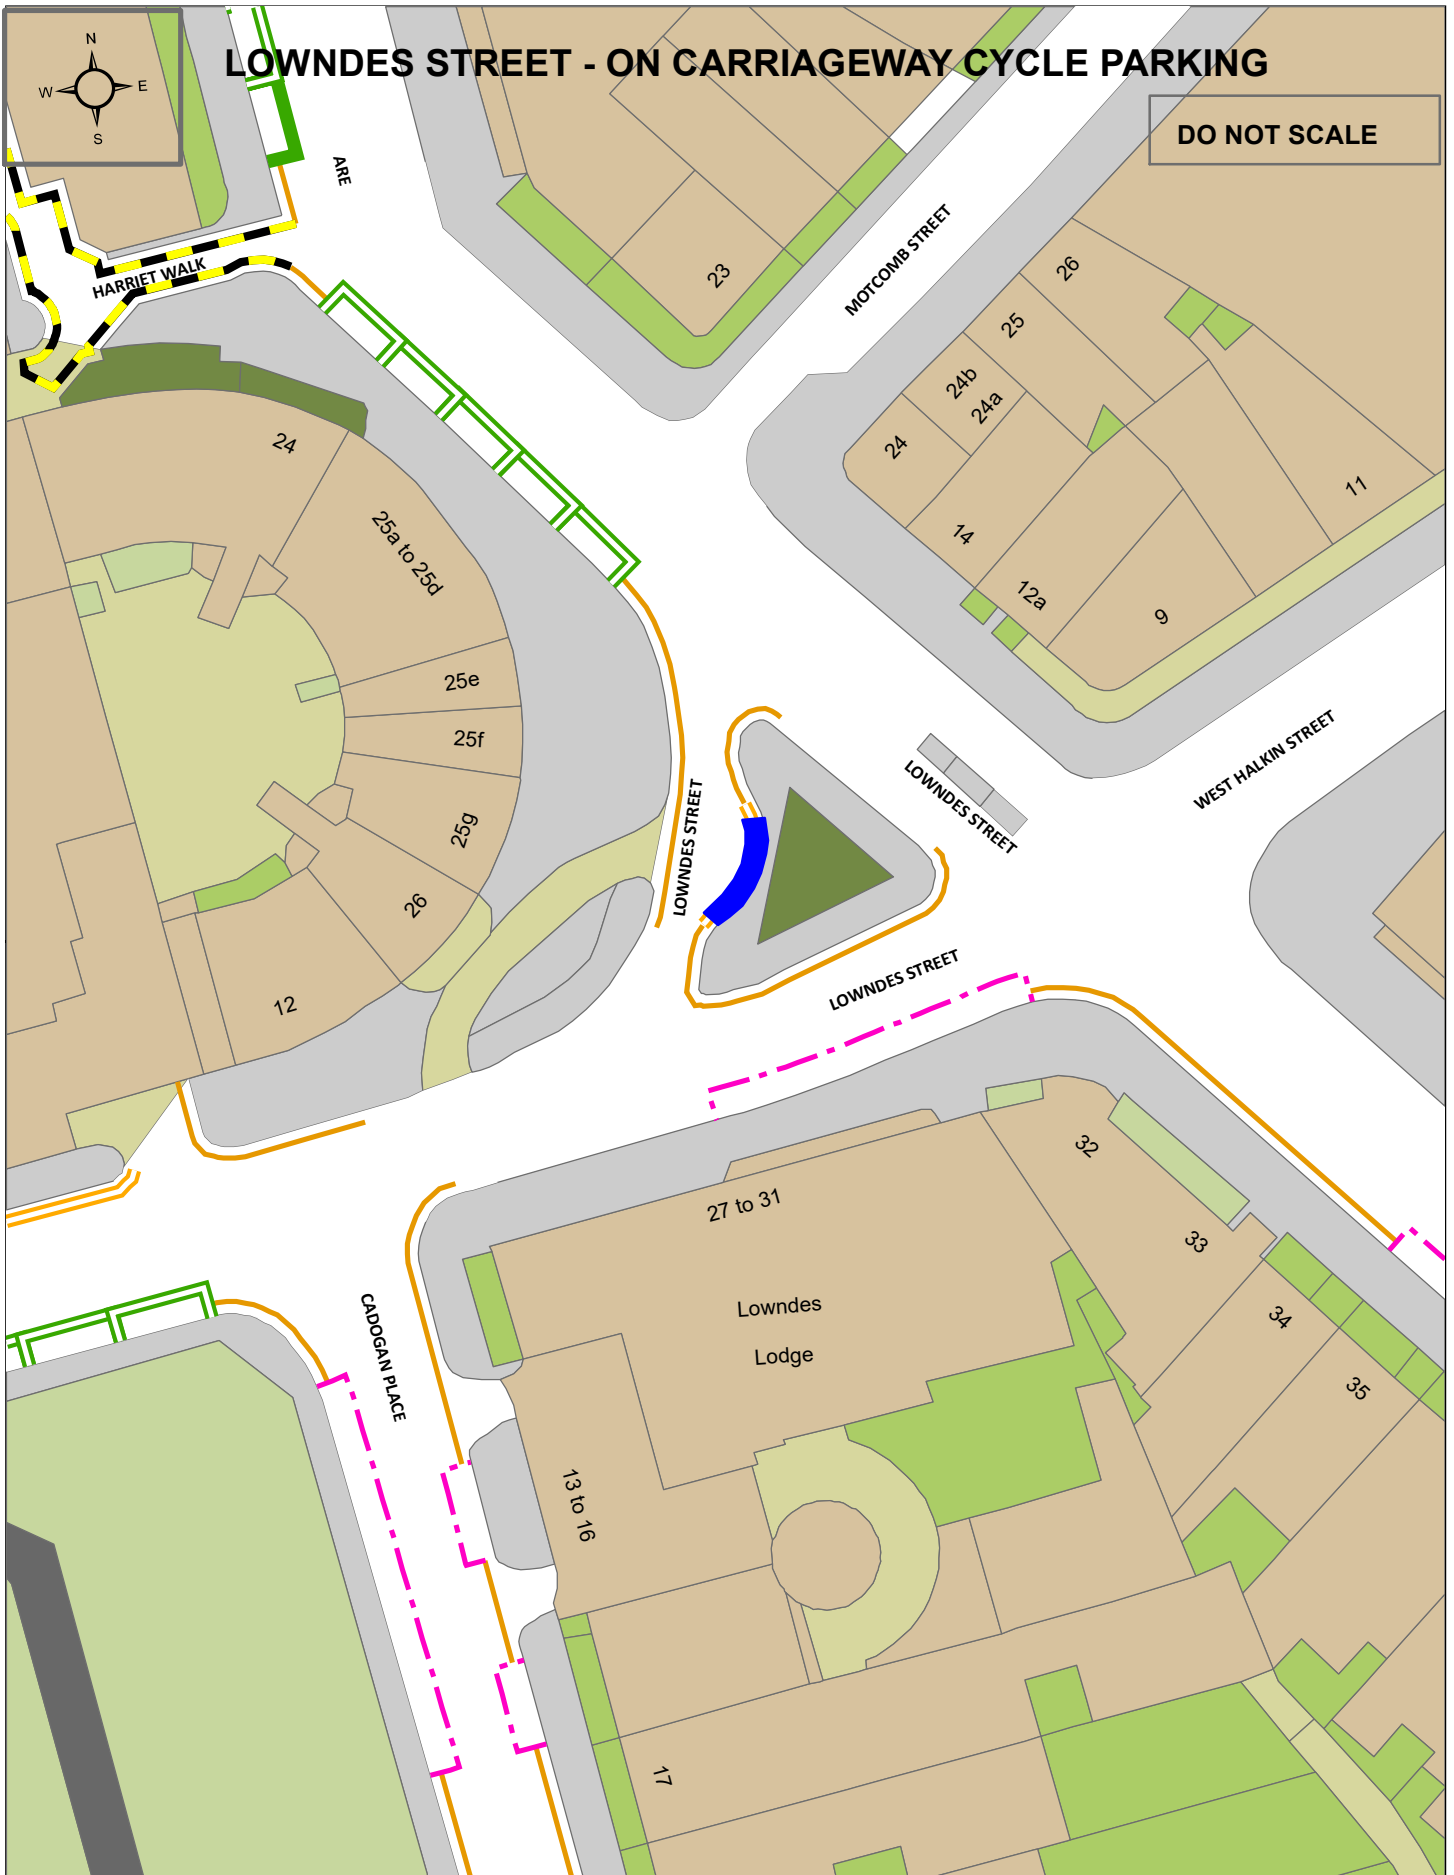 N
W E
S
LOWNDES STREET - ON CARRIAGEWAY CYCLE PARKING
DO NOT SCALE
ARE
HARRIET WALK
MOTCOMB STREET
23
26
25
24b
24a
24
14
12a
9
11
24
25a to 25d
25e
25f
25g
26
12
LOWNDES STREET
LOWNDES STREET
LOWNDES STREET
WEST HALKIN STREET
27 to 31
32
33
34
35
Lowndes
Lodge
CADOGAN PLACE
13 to 16
17